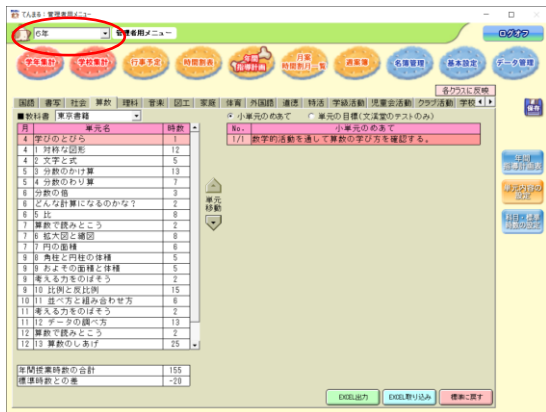 てんまる：管理者用メニュー
6年 管理者用メニュー ログオフ
学年集計 学校集計 行事予定 時間割表 年間指導計画 月案時間割月一覧 週案簿 名簿管理 基本設定 データ管理
各クラスに反映
国語 書写 社会 算数 理科 音楽 図工 家庭 体育 外国語 道徳 特活 学級活動 児童会活動 クラブ活動 学校
■教科書 東京書籍 小単元のめあて 単元の目標(文溪堂のテストのみ)
月 単元名 時数 No. 小単元のめあて
4 学びのとびら 1 1/1 数学的活動を通して算数の学び方を確認する。
4 1 対称な図形 12
4 2 文字と式 5
5 3 分数のかけ算 13
5 4 分数のわり算 7
6 分数の倍 3
6 どんな計算になるのかな？ 2
6 5 比 8
7 算数で読みとこう 2
7 6 拡大図と縮図 8
7 7 円の面積 6
9 8 角柱と円柱の体積 5
9 9 およその面積と体積 5
9 考える力をのばそう 2
9 10 比例と反比例 15
10 11 並べ方と組み合わせ方 6
11 考える力をのばそう 2
11 12 データの調べ方 13
12 算数で読みとこう 2
12 13 算数のしあげ 25
単元移動
年間指導計画表
単元内容の設定
科目・標準時数の設定
年間授業時数の合計 155
標準時数との差 -20
EXCEL出力 EXCEL取り込み 標準に戻す